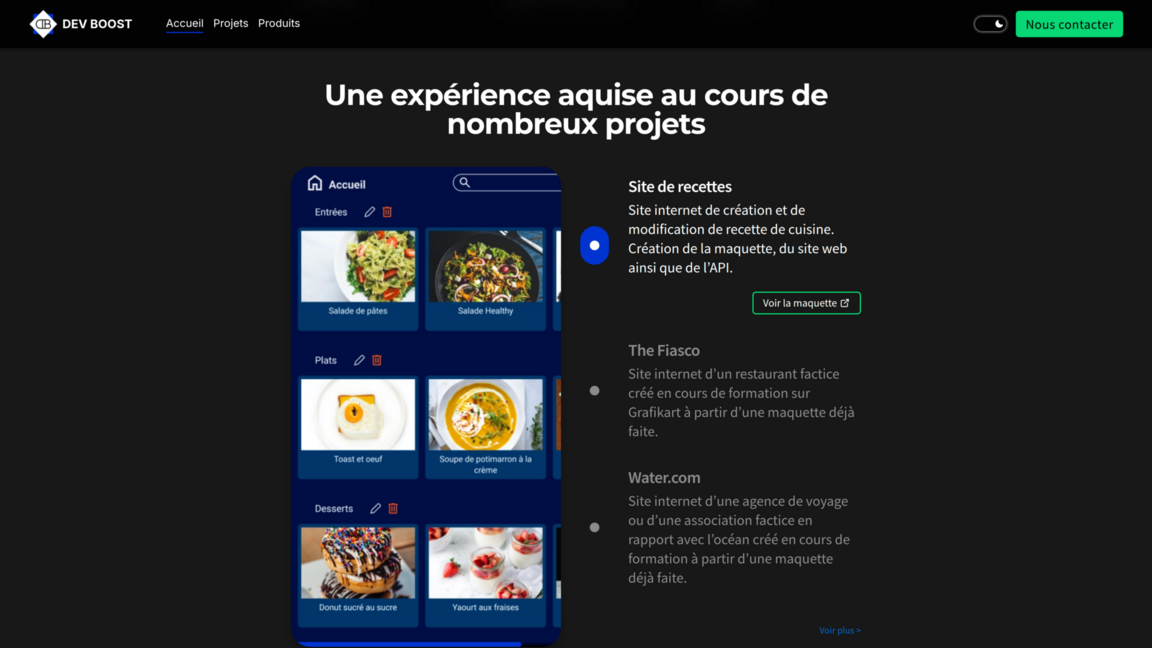 DB DEV BOOST Accueil Projets Produits Nous contacter
Une expérience aquise au cours de
nombreux projets
Accueil
Entrées
Salade de pâtes Salade Healthy
Plats
Toast et oeuf Soupe de potimarron à la
crème
Desserts
Donut sucré au sucre Yaourt aux fraises
Site de recettes
Site internet de création et de
modification de recette de cuisine.
Création de la maquette, du site web
ainsi que de l’API.
Voir la maquette
The Fiasco
Site internet d’un restaurant factice
créé en cours de formation sur
Grafikart à partir d’une maquette déjà
faite.
Water.com
Site internet d’une agence de voyage
ou d’une association factice en
rapport avec l’océan créé en cours de
formation à partir d’une maquette
déjà faite.
Voir plus >